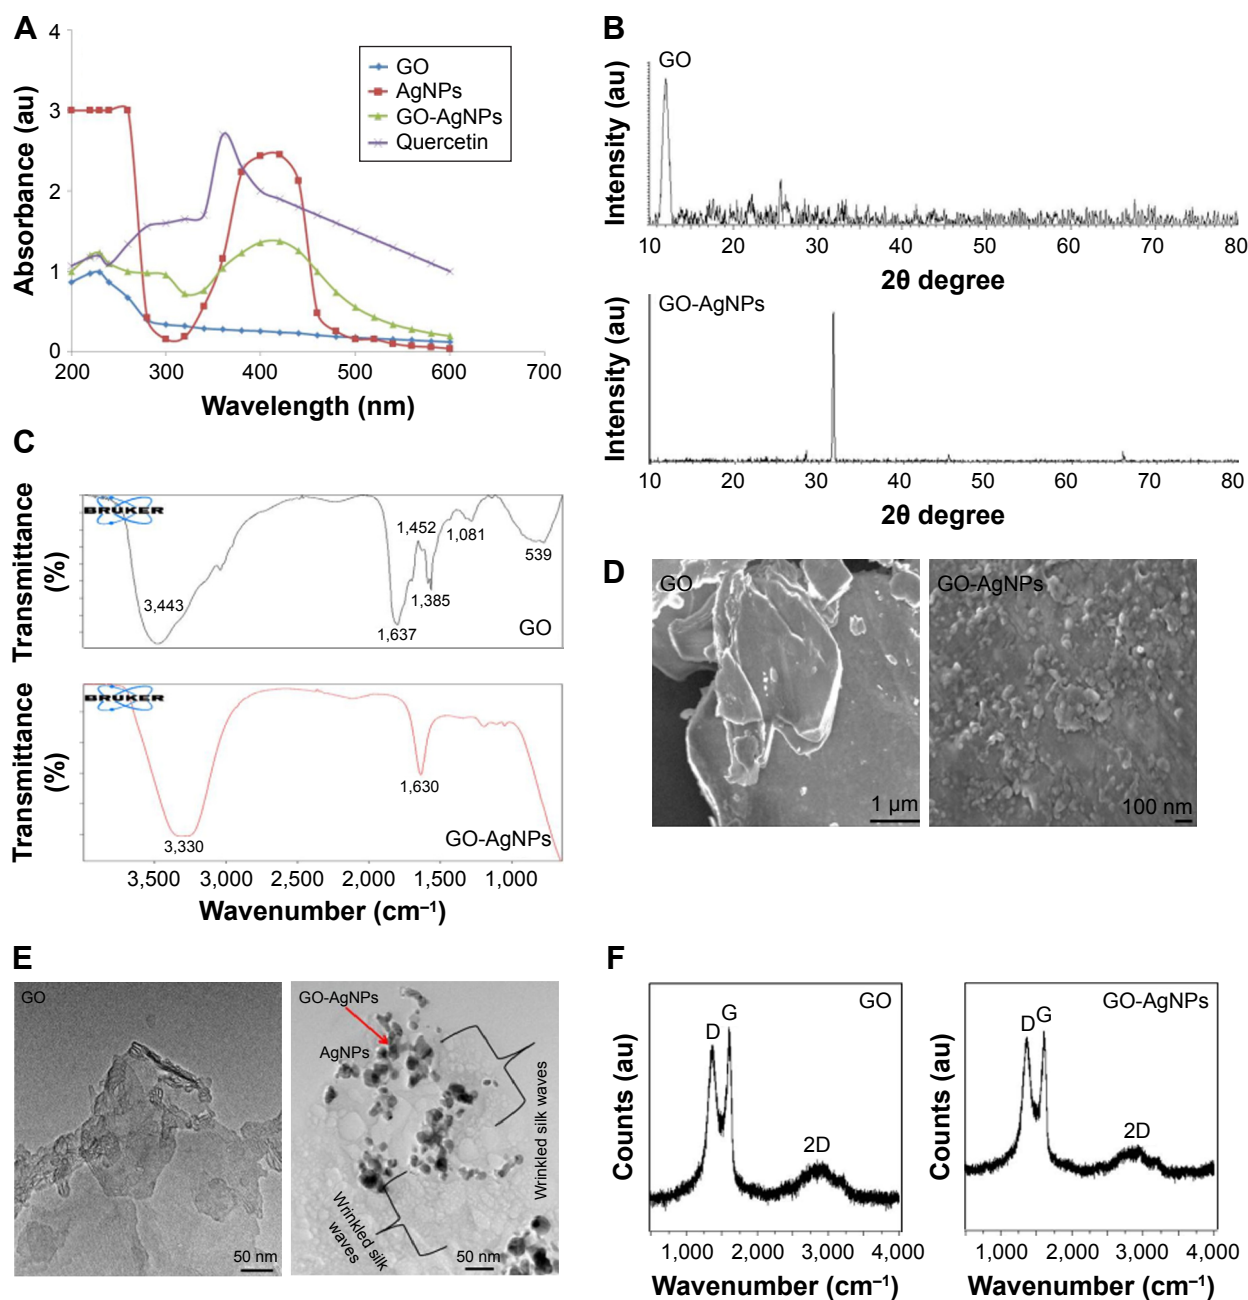 A
4
3
2
1
0
Absorbance (au)
200 300 400 500 600 700
Wavelength (nm)
GO
AgNPs
GO-AgNPs
Quercetin
B
GO
Intensity (au)
10 20 30 40 50 60 70 80
2θ degree
GO-AgNPs
Intensity (au)
10 20 30 40 50 60 70 80
2θ degree
C
Transmittance
(%)
BRUKER
3,443
1,637
1,452
1,385
1,081
539
GO
Transmittance
(%)
BRUKER
3,330
1,630
GO-AgNPs
3,500 3,000 2,500 2,000 1,500 1,000
Wavenumber (cm⁻¹)
D
GO
1 µm
GO-AgNPs
100 nm
E
GO
50 nm
GO-AgNPs
AgNPs
Wrinkled silk waves
Wrinkled silk
waves
50 nm
F
Counts (au)
GO
D
G
2D
1,000 2,000 3,000 4,000
Wavenumber (cm⁻¹)
Counts (au)
GO-AgNPs
D
G
2D
1,000 2,000 3,000 4,000
Wavenumber (cm⁻¹)